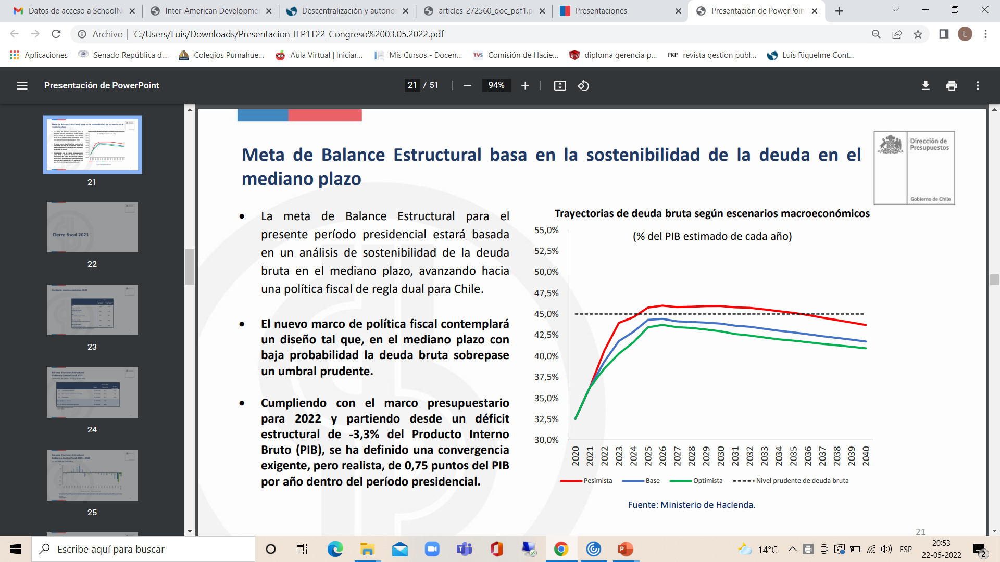 Datos de acceso a SchoolN
Inter-American Developme
Descentralización y autono
articles-272560_doc_pdf1.p
Presentaciones
Presentación de PowerPoin
Archivo
C:/Users/Luis/Downloads/Presentacion_IFP1T22_Congreso%2003.05.2022.pdf
L
Aplicaciones
Senado República d...
Colegios Pumahue...
Aula Virtual | Iniciar...
Mis Cursos - Docen...
TVS
Comisión de Hacie...
diploma gerencia p...
PKP
revista gestion publ...
Luis Riquelme Cont...
Presentación de PowerPoint
21 / 51
94%
21
Cierre fiscal 2021
22
Contexto macroeconómico 2021
23
24
25
Meta de Balance Estructural basa en la sostenibilidad de la deuda en el
mediano plazo
Dirección de
Presupuestos
Gobierno de Chile
• La meta de Balance Estructural para el
presente período presidencial estará basada
en un análisis de sostenibilidad de la deuda
bruta en el mediano plazo, avanzando hacia
una política fiscal de regla dual para Chile.
• El nuevo marco de política fiscal contemplará
un diseño tal que, en el mediano plazo con
baja probabilidad la deuda bruta sobrepase
un umbral prudente.
• Cumpliendo con el marco presupuestario
para 2022 y partiendo desde un déficit
estructural de -3,3% del Producto Interno
Bruto (PIB), se ha definido una convergencia
exigente, pero realista, de 0,75 puntos del PIB
por año dentro del período presidencial.
Trayectorias de deuda bruta según escenarios macroeconómicos
(% del PIB estimado de cada año)
55,0%
52,5%
50,0%
47,5%
45,0%
42,5%
40,0%
37,5%
35,0%
32,5%
30,0%
2020
2021
2022
2023
2024
2025
2026
2027
2028
2029
2030
2031
2032
2033
2034
2035
2036
2037
2038
2039
2040
Pesimista
Base
Optimista
Nivel prudente de deuda bruta
Fuente: Ministerio de Hacienda.
21
Escribe aquí para buscar
14°C
ESP
20:53
22-05-2022
2